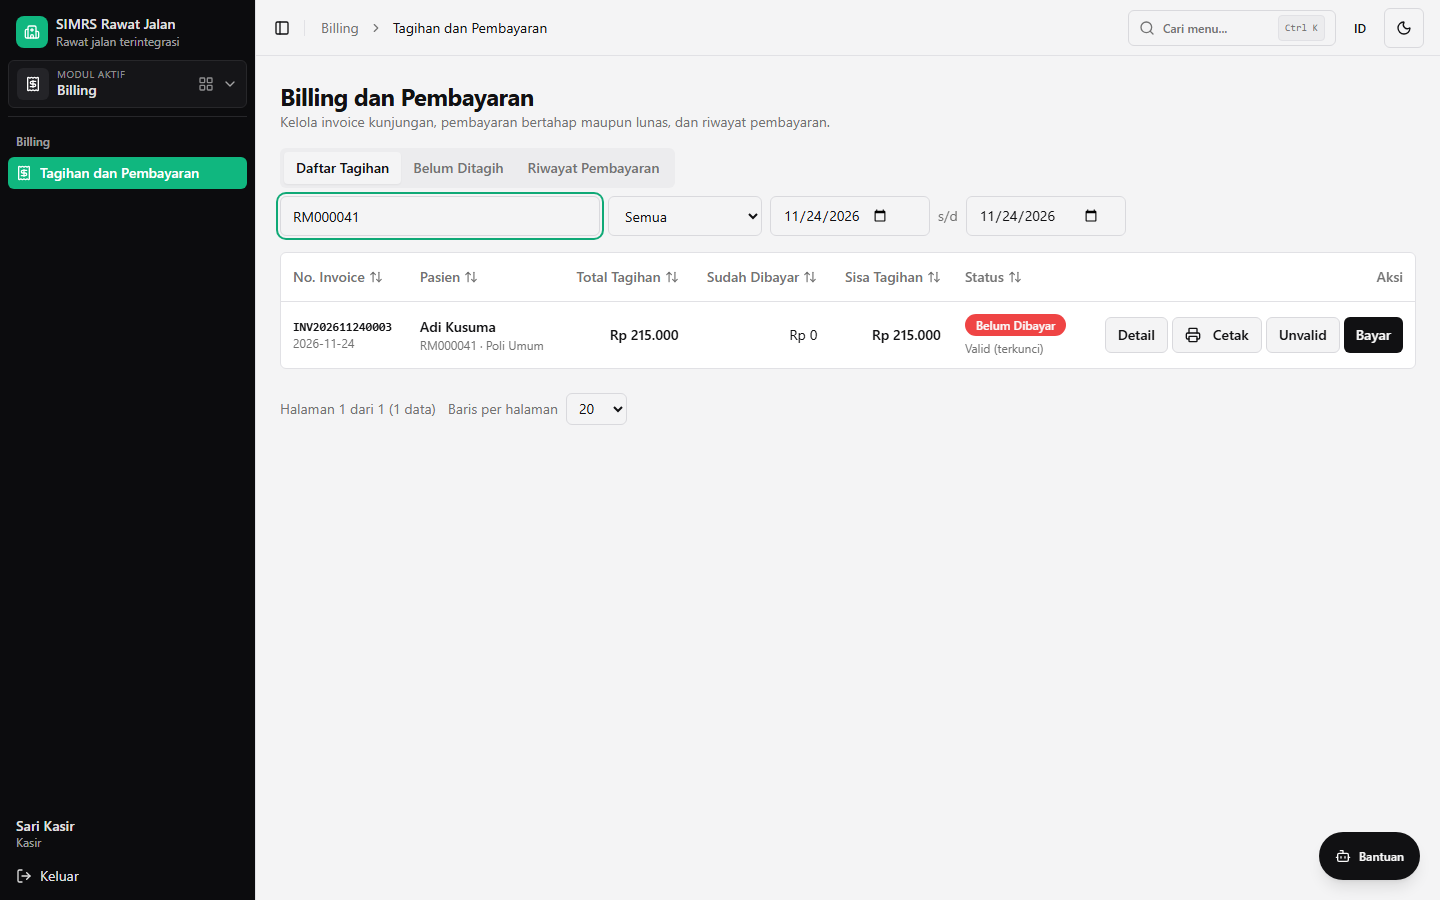 SIMRS Rawat Jalan
Rawat jalan terintegrasi
MODUL AKTIF
Billing
Billing
Tagihan dan Pembayaran
Sari Kasir
Kasir
Keluar
Billing > Tagihan dan Pembayaran
Cari menu... Ctrl K
ID
Billing dan Pembayaran
Kelola invoice kunjungan, pembayaran bertahap maupun lunas, dan riwayat pembayaran.
Daftar Tagihan Belum Ditagih Riwayat Pembayaran
RM000041 Semua 11/24/2026 s/d 11/24/2026
No. Invoice Pasien Total Tagihan Sudah Dibayar Sisa Tagihan Status Aksi
INV202611240003 Adi Kusuma Rp 215.000 Rp 0 Rp 215.000 Belum Dibayar Detail Cetak Unvalid Bayar
2026-11-24 RM000041 · Poli Umum Valid (terkunci)
Halaman 1 dari 1 (1 data) Baris per halaman 20
Bantuan